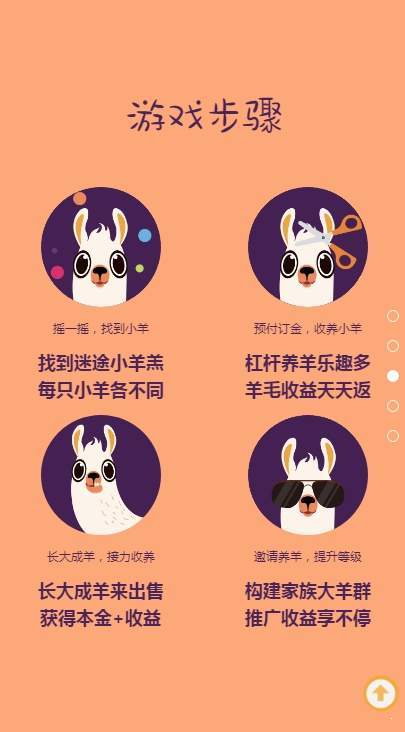 游戏步骤
摇一摇，找到小羊
找到迷途小羊羔
每只小羊各不同
预付订金，收养小羊
杠杆养羊乐趣多
羊毛收益天天返
长大成羊，接力收养
长大成羊来出售
获得本金+收益
邀请养羊，提升等级
构建家族大羊群
推广收益享不停